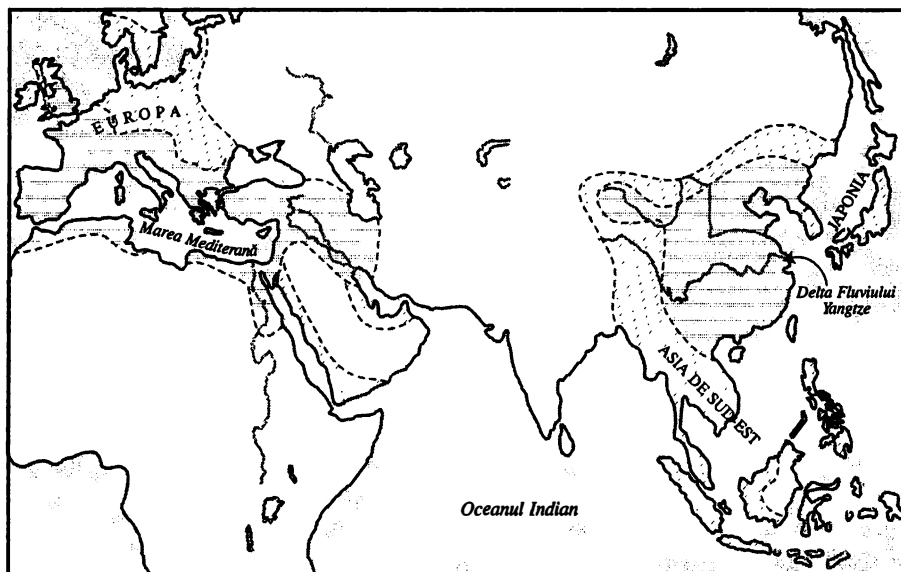 EUROPA
Marea Mediterană
JAPONIA
Delta Fluviului
Yangtze
ASIA DE SUD-EST
Oceanul Indian